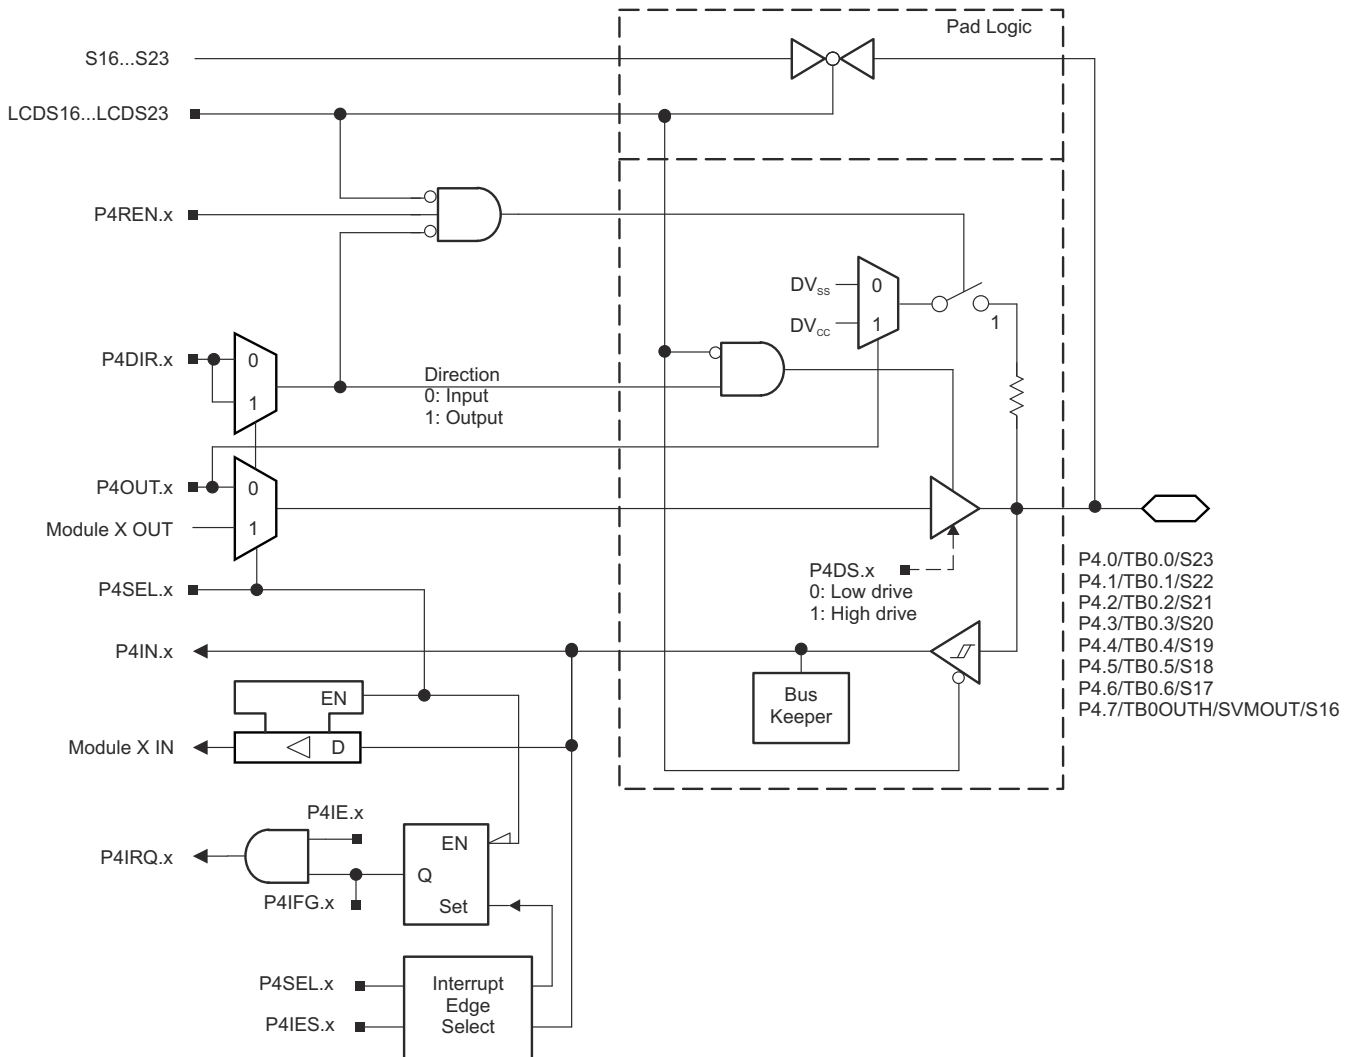 Pad Logic
S16...S23
LCDS16...LCDS23
P4REN.x
DVSS
0
DVCC
1
1
P4DIR.x
0
1
Direction
0: Input
1: Output
P4OUT.x
0
Module X OUT
1
P4SEL.x
P4DS.x
0: Low drive
1: High drive
P4.0/TB0.0/S23
P4.1/TB0.1/S22
P4.2/TB0.2/S21
P4.3/TB0.3/S20
P4.4/TB0.4/S19
P4.5/TB0.5/S18
P4.6/TB0.6/S17
P4.7/TB0OUTH/SVMOUT/S16
P4IN.x
Bus
Keeper
EN
Module X IN
D
P4IE.x
P4IRQ.x
EN
Q
P4IFG.x
Set
P4SEL.x
P4IES.x
Interrupt
Edge
Select